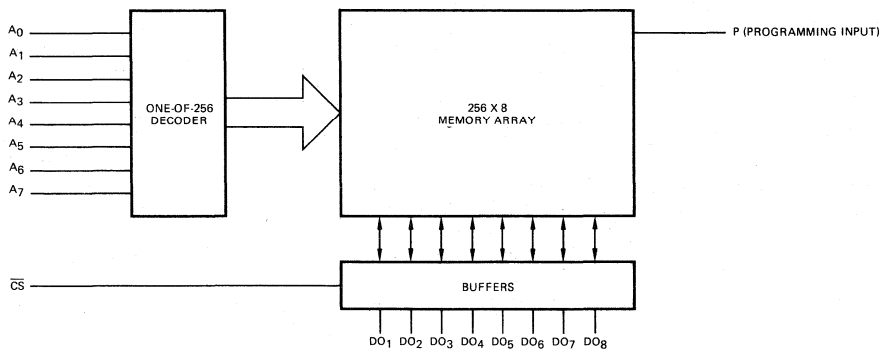 A0
A1
A2
A3
A4
A5
A6
A7
ONE-OF-256
DECODER
256 X 8
MEMORY ARRAY
P (PROGRAMMING INPUT)
CS
BUFFERS
DO1 DO2 DO3 DO4 DO5 DO6 DO7 DO8